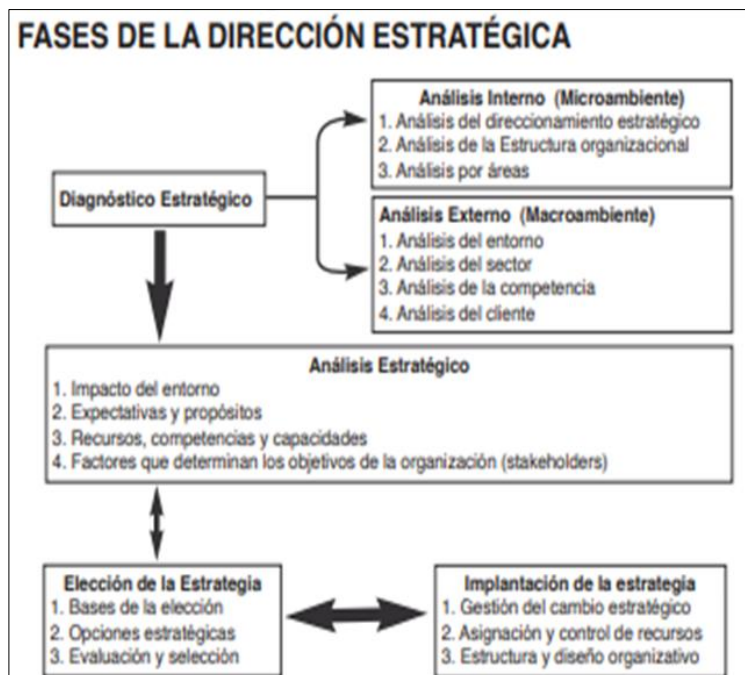 FASES DE LA DIRECCIÓN ESTRATÉGICA
Análisis Interno (Microambiente)
1. Análisis del direccionamiento estratégico
2. Análisis de la Estructura organizacional
3. Análisis por áreas
Diagnóstico Estratégico
Análisis Externo (Macroambiente)
1. Análisis del entorno
2. Análisis del sector
3. Análisis de la competencia
4. Análisis del cliente
Análisis Estratégico
1. Impacto del entorno
2. Expectativas y propósitos
3. Recursos, competencias y capacidades
4. Factores que determinan los objetivos de la organización (stakeholders)
Elección de la Estrategia
1. Bases de la elección
2. Opciones estratégicas
3. Evaluación y selección
Implantación de la estrategia
1. Gestión del cambio estratégico
2. Asignación y control de recursos
3. Estructura y diseño organizativo